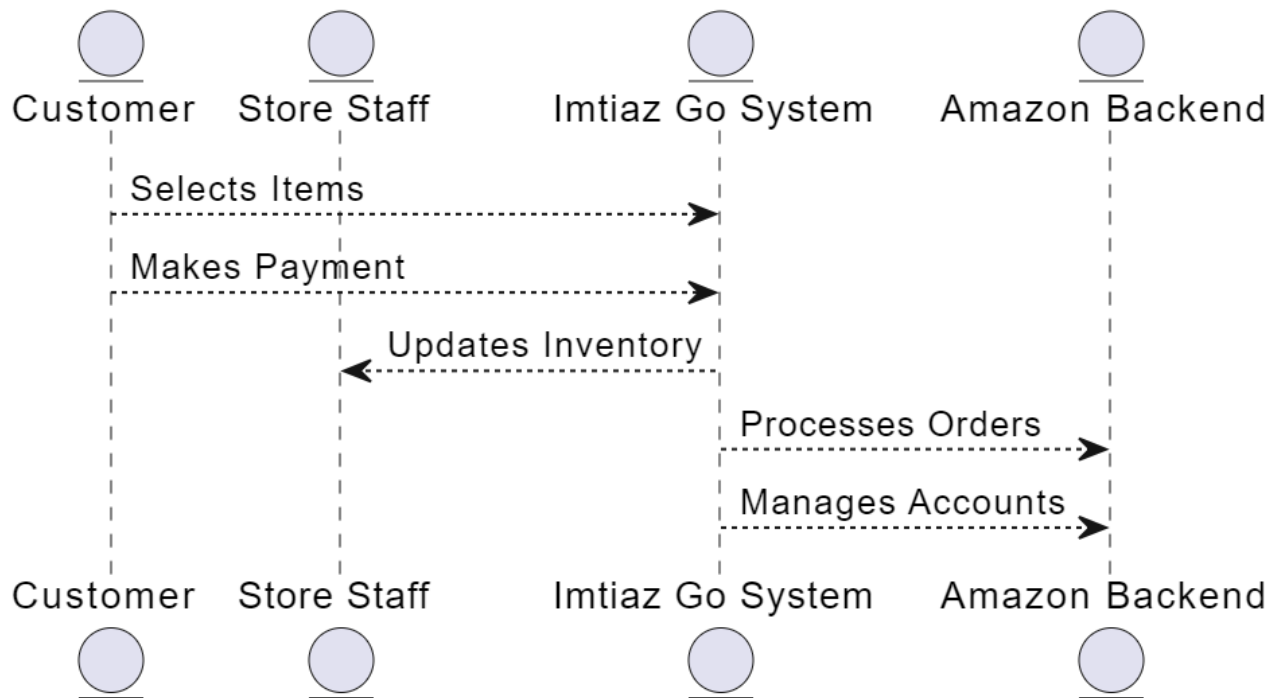 Customer Store Staff Imtiaz Go System Amazon Backend
Selects Items
Makes Payment
Updates Inventory
Processes Orders
Manages Accounts
Customer Store Staff Imtiaz Go System Amazon Backend